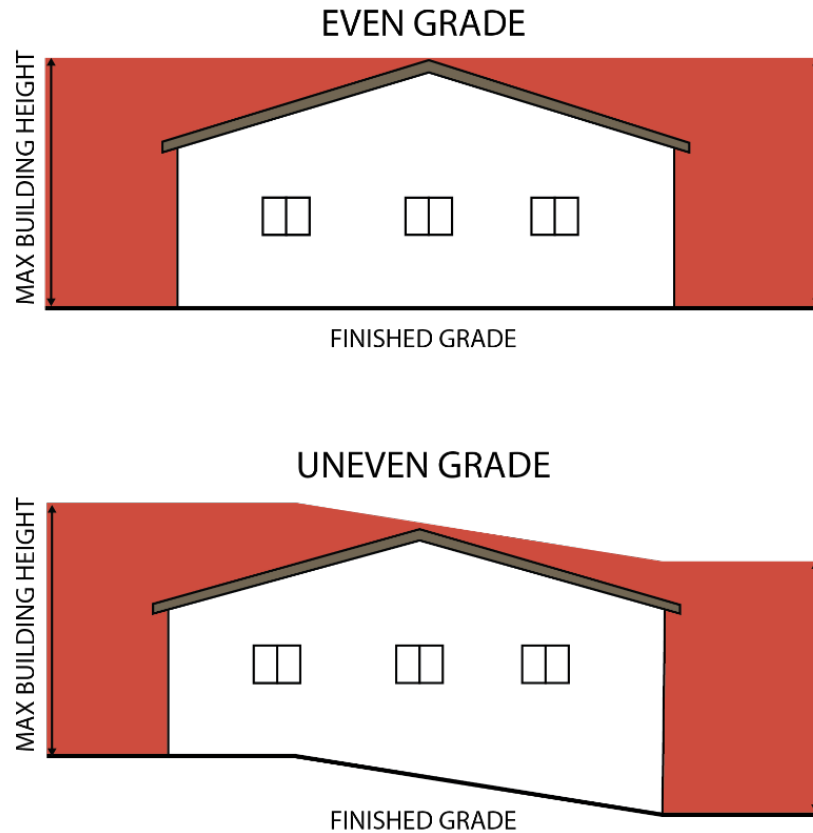 EVEN GRADE
MAX BUILDING HEIGHT
FINISHED GRADE
UNEVEN GRADE
MAX BUILDING HEIGHT
FINISHED GRADE